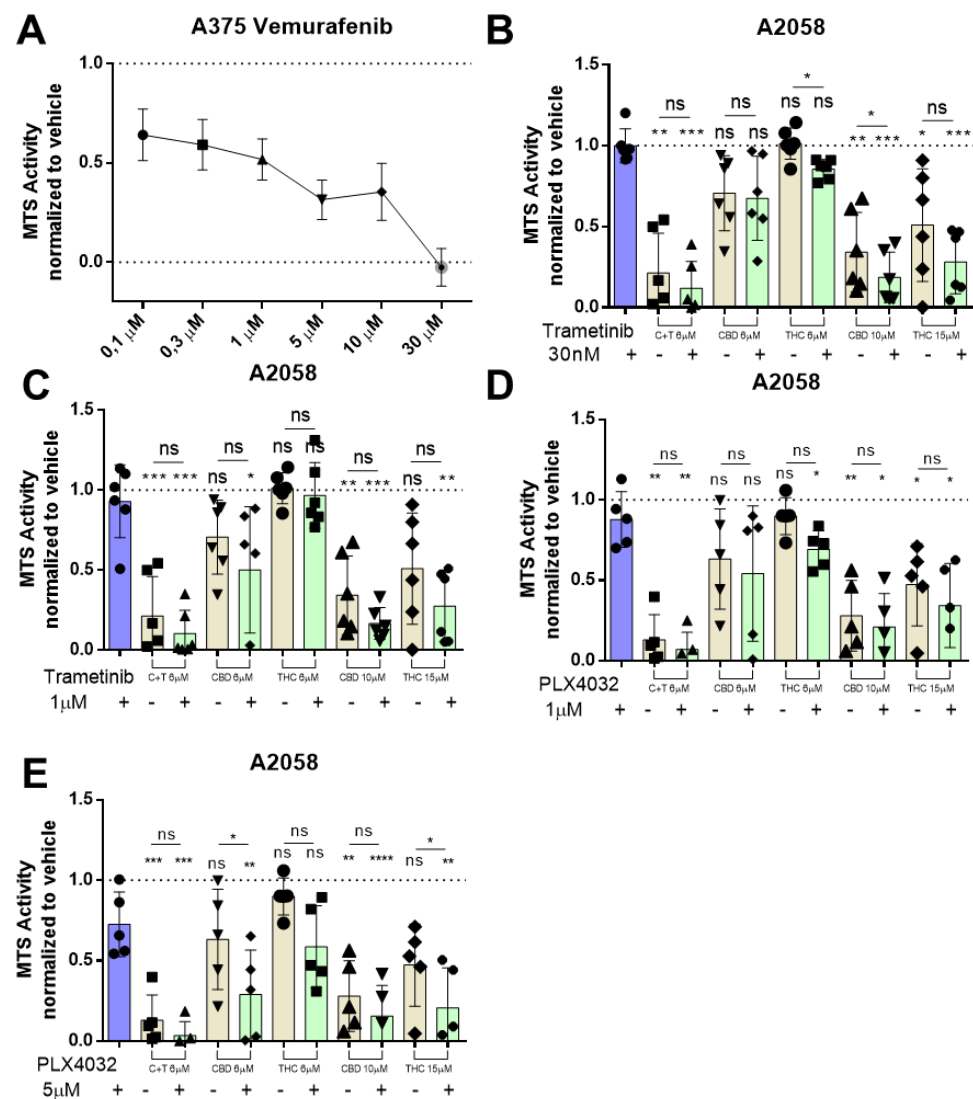 A
A375 Vemurafenib
MTS Activity
normalized to vehicle
1.0
0.5
0.0
0,1 µM
0,3 µM
1 µM
5 µM
10 µM
30 µM
B
A2058
MTS Activity
normalized to vehicle
1.5
1.0
0.5
0.0
ns ns * * ns
** *** ns ns ns ns ** *** * ***
Trametinib C+T 6µM CBD 6µM THC 6µM CBD 10µM THC 15µM
30nM + - + - + - + - + - +
C
A2058
MTS Activity
normalized to vehicle
1.5
1.0
0.5
0.0
ns ns ns ns ns
*** *** ns * ns ns ** *** ns **
Trametinib C+T 6µM CBD 6µM THC 6µM CBD 10µM THC 15µM
1µM + - + - + - + - + - +
D
A2058
MTS Activity
normalized to vehicle
1.5
1.0
0.5
0.0
ns ns ns ns ns
** ** ns ns ns * ** * * *
PLX4032 C+T 6µM CBD 6µM THC 6µM CBD 10µM THC 15µM
1µM + - + - + - + - + - +
E
A2058
MTS Activity
normalized to vehicle
1.5
1.0
0.5
0.0
ns * ns ns *
*** *** ns ** ns ns ** **** ns **
PLX4032 C+T 6µM CBD 6µM THC 6µM CBD 10µM THC 15µM
5µM + - + - + - + - + - +